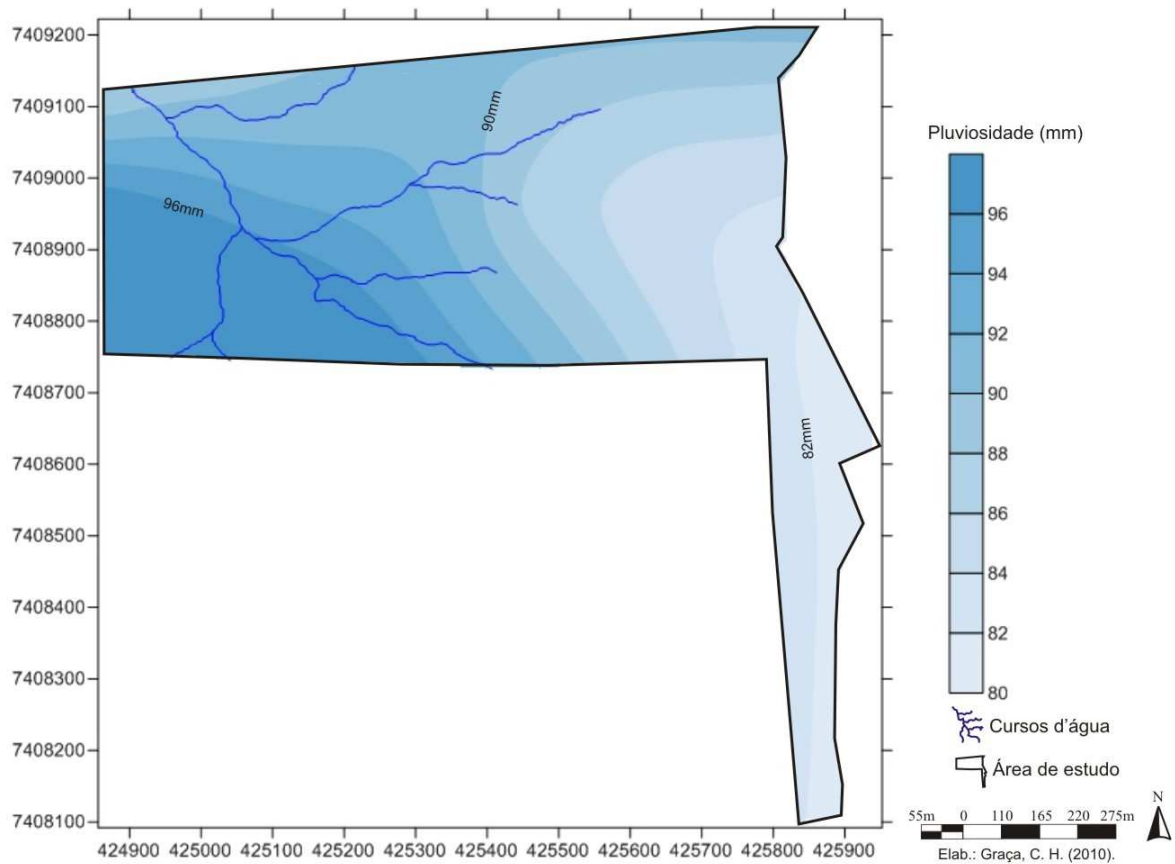 7409200
7409100
7409000
7408900
7408800
7408700
7408600
7408500
7408400
7408300
7408200
7408100
424900 425000 425100 425200 425300 425400 425500 425600 425700 425800 425900
90mm
96mm
82mm
Pluviosidade (mm)
96
94
92
90
88
86
84
82
80
Cursos d'água
Área de estudo
N
55m 0 110 165 220 275m
Elab.: Graça, C. H. (2010).